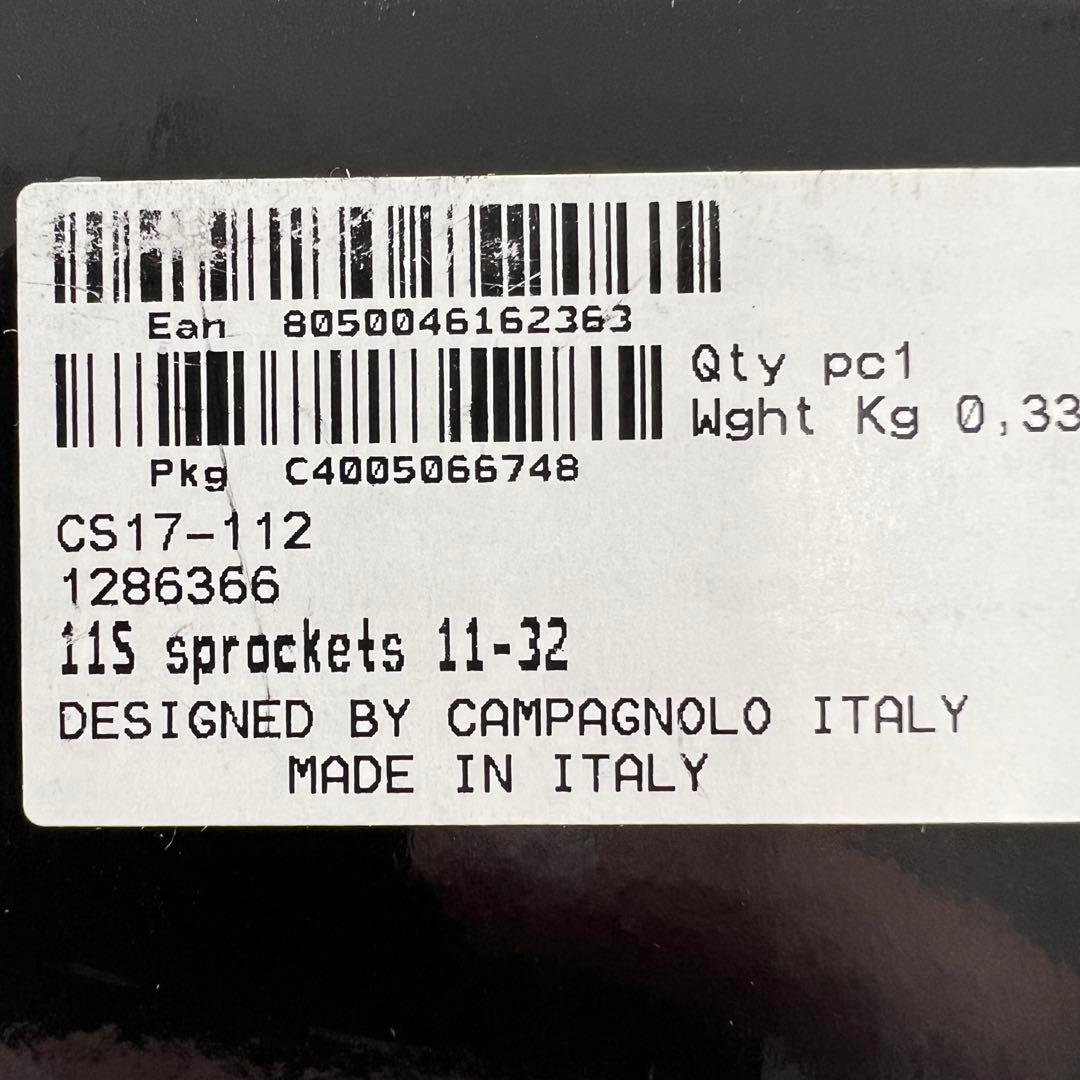 Ean 8050046162363
Qty pc1
Wght Kg 0,33
Pkg C4005066748
CS17-112
1286366
11S sprockets 11-32
DESIGNED BY CAMPAGNOLO ITALY
MADE IN ITALY